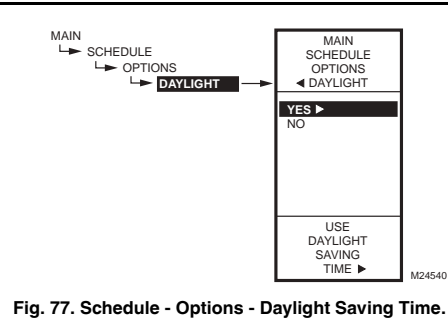 MAIN
SCHEDULE
OPTIONS
DAYLIGHT
MAIN
SCHEDULE
OPTIONS
◄ DAYLIGHT
YES ►
NO
USE
DAYLIGHT
SAVING
TIME ►
M24540
Fig. 77. Schedule - Options - Daylight Saving Time.